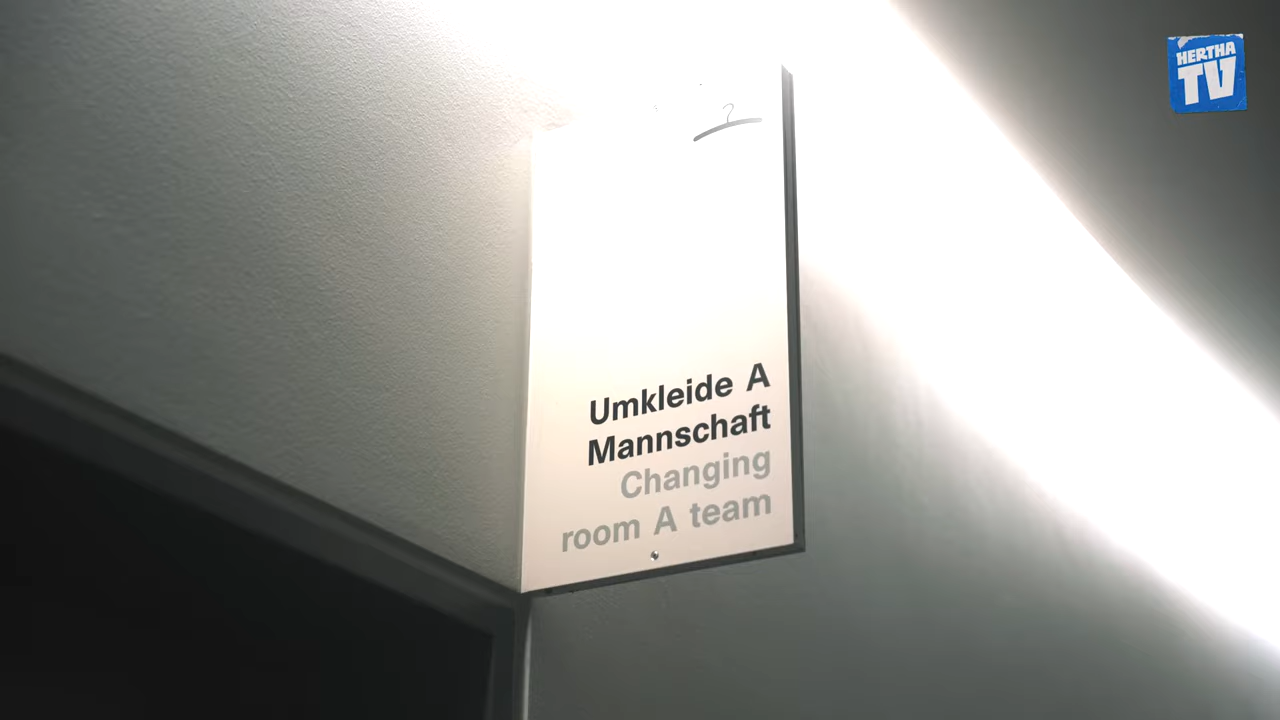 HERTHA
TV
Umkleide A
Mannschaft
Changing
room A team